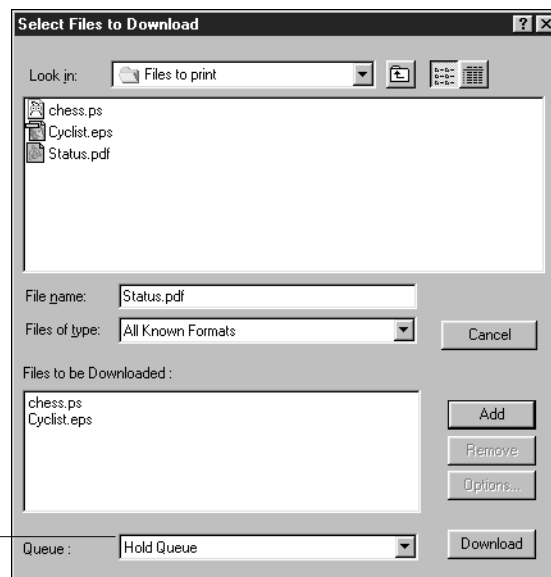 Select Files to Download
Look in: Files to print
chess.ps
Cyclist.eps
Status.pdf
File name: Status.pdf
Files of type: All Known Formats
Cancel
Files to be Downloaded :
chess.ps
Cyclist.eps
Add
Remove
Options...
Queue : Hold Queue
Download